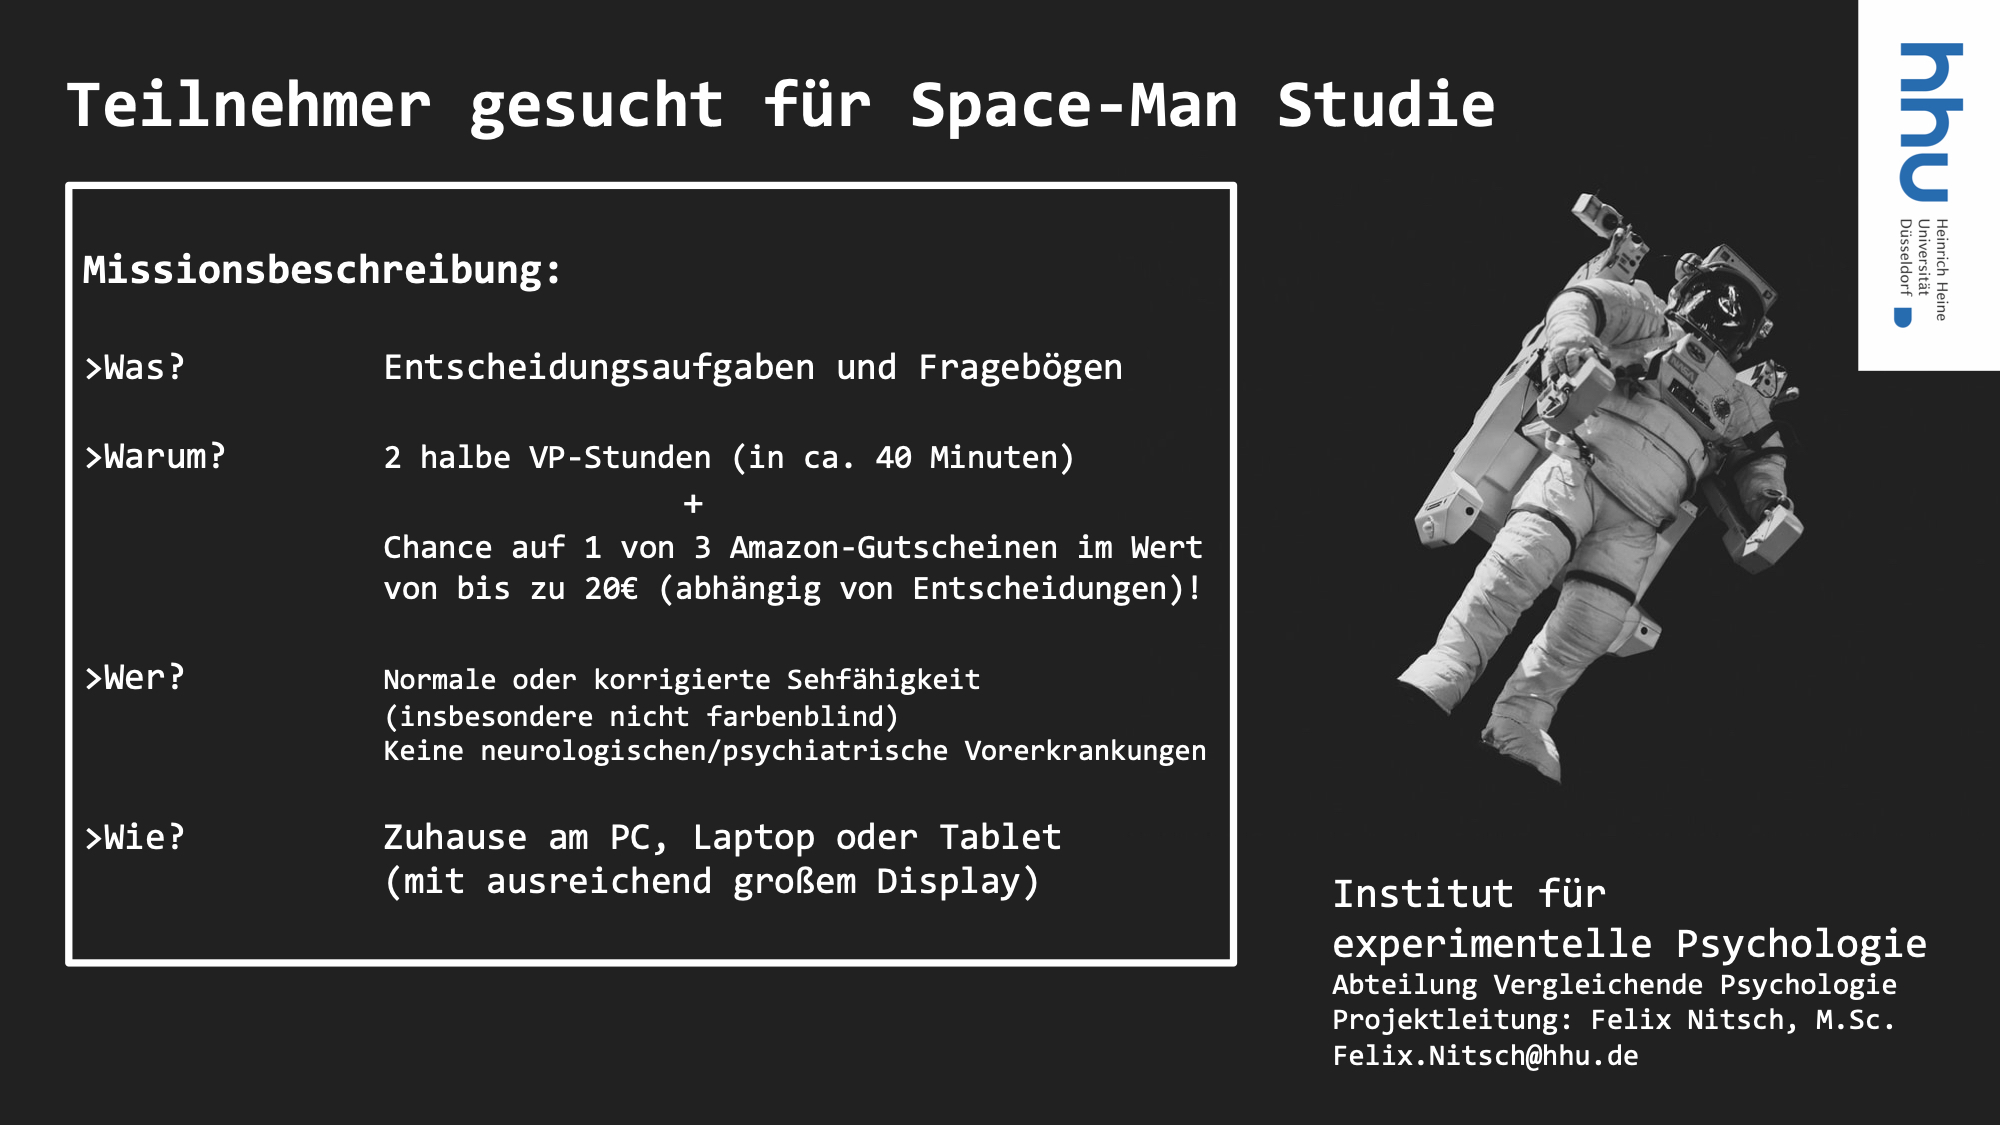 Teilnehmer gesucht für Space-Man Studie
hhu
Heinrich Heine
Universität
Düsseldorf
Missionsbeschreibung:
>Was? Entscheidungsaufgaben und Fragebögen
>Warum? 2 halbe VP-Stunden (in ca. 40 Minuten)
+
Chance auf 1 von 3 Amazon-Gutscheinen im Wert
von bis zu 20€ (abhängig von Entscheidungen)!
>Wer? Normale oder korrigierte Sehfähigkeit
(insbesondere nicht farbenblind)
Keine neurologischen/psychiatrische Vorerkrankungen
>Wie? Zuhause am PC, Laptop oder Tablet
(mit ausreichend großem Display)
Institut für
experimentelle Psychologie
Abteilung Vergleichende Psychologie
Projektleitung: Felix Nitsch, M.Sc.
Felix.Nitsch@hhu.de